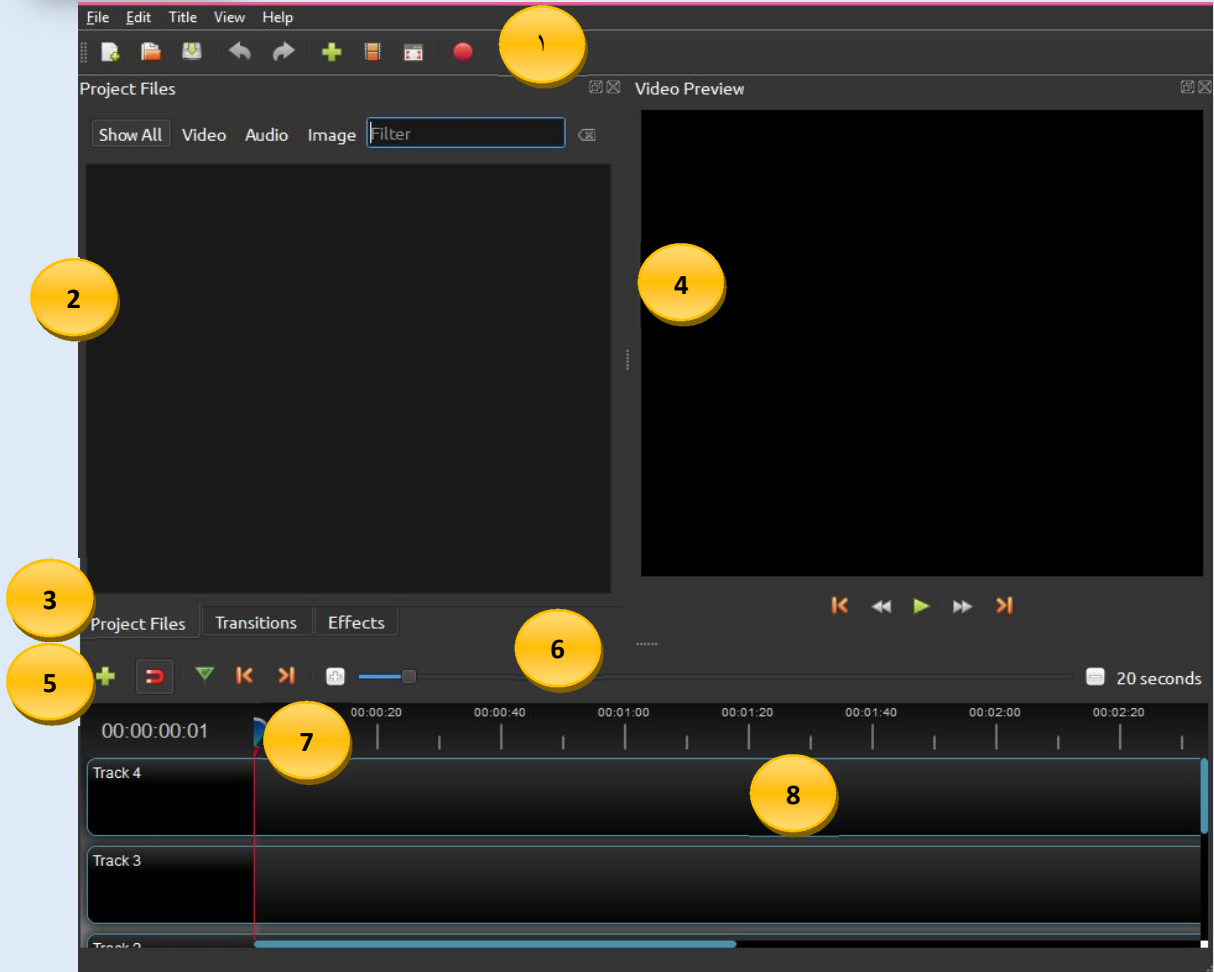 File Edit Title View Help
١
Project Files
Video Preview
Show All Video Audio Image Filter
2
4
3
Project Files Transitions Effects
6
5
20 seconds
00:00:20 00:00:40 00:01:00 00:01:20 00:01:40 00:02:00 00:02:20
00:00:00:01
7
Track 4
8
Track 3